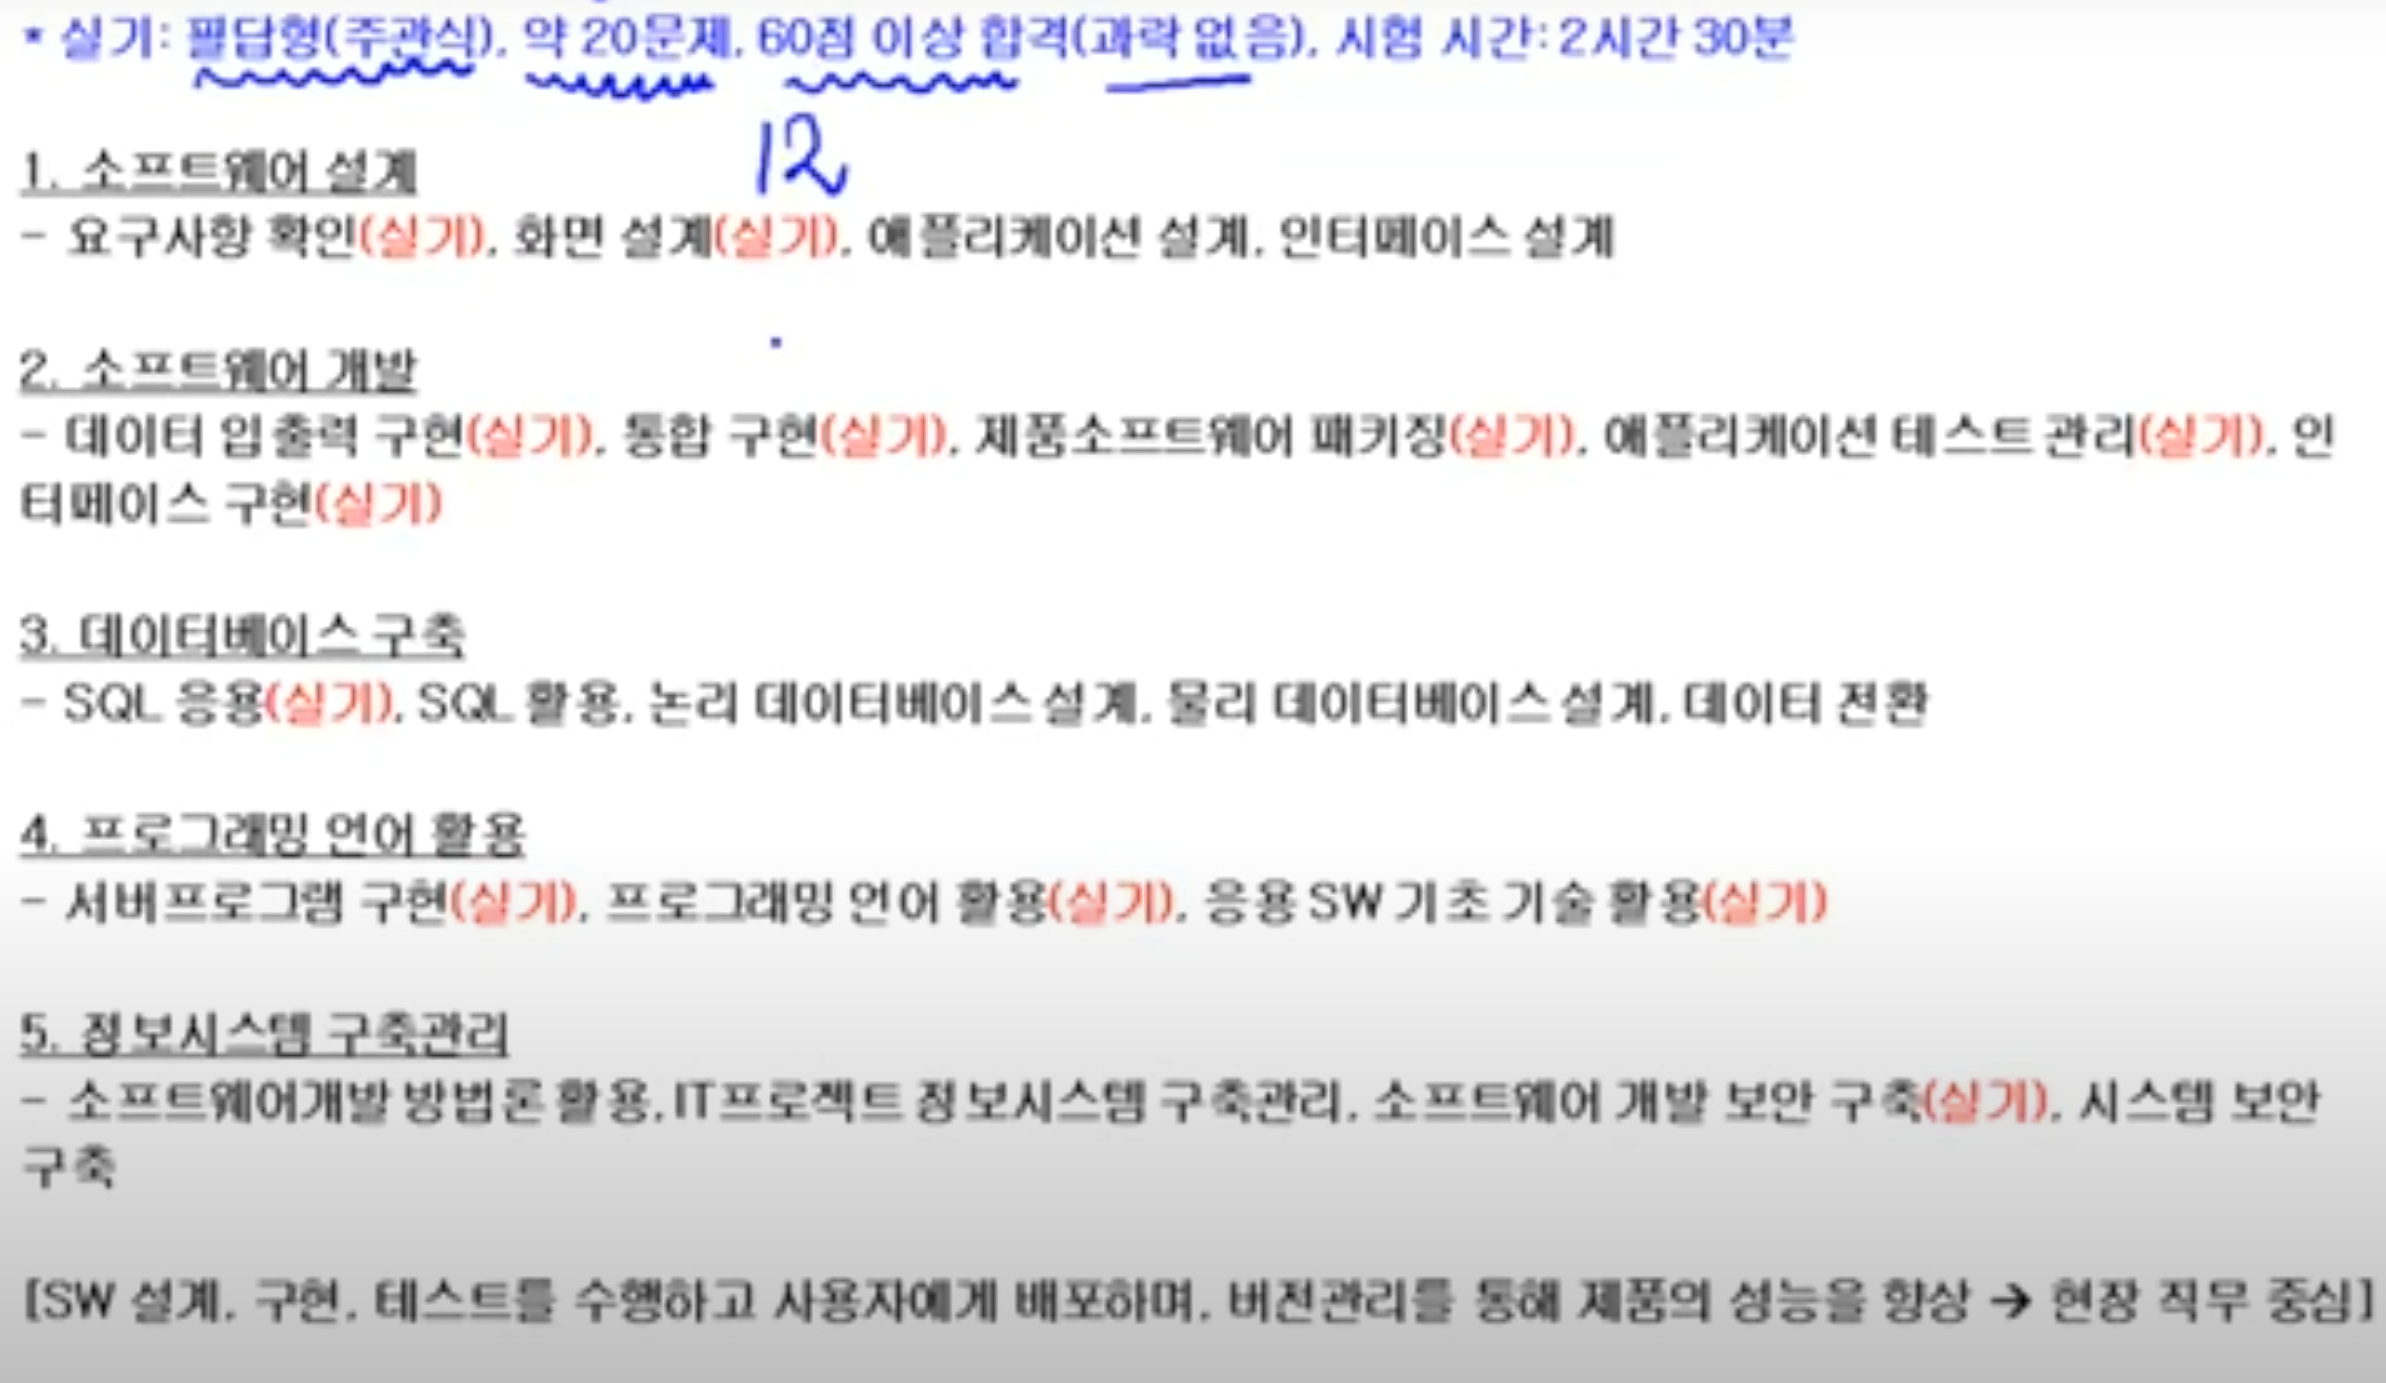 * 실기: 필답형(주관식), 약 20문제, 60점 이상 합격(과락 없음), 시험 시간: 2시간 30분
12
1. 소프트웨어 설계
- 요구사항 확인(실기), 화면 설계(실기), 애플리케이션 설계, 인터페이스 설계
2. 소프트웨어 개발
- 데이터 입출력 구현(실기), 통합 구현(실기), 제품소프트웨어 패키징(실기), 애플리케이션 테스트 관리(실기), 인
터페이스 구현(실기)
3. 데이터베이스 구축
- SQL 응용(실기), SQL 활용, 논리 데이터베이스 설계, 물리 데이터베이스 설계, 데이터 전환
4. 프로그래밍 언어 활용
- 서버프로그램 구현(실기), 프로그래밍 언어 활용(실기), 응용 SW 기초 기술 활용(실기)
5. 정보시스템 구축관리
- 소프트웨어개발 방법론 활용, IT프로젝트 정보시스템 구축관리, 소프트웨어 개발 보안 구축(실기), 시스템 보안
구축
[SW 설계, 구현, 테스트를 수행하고 사용자에게 배포하며, 버전관리를 통해 제품의 성능을 향상 → 현장 직무 중심]